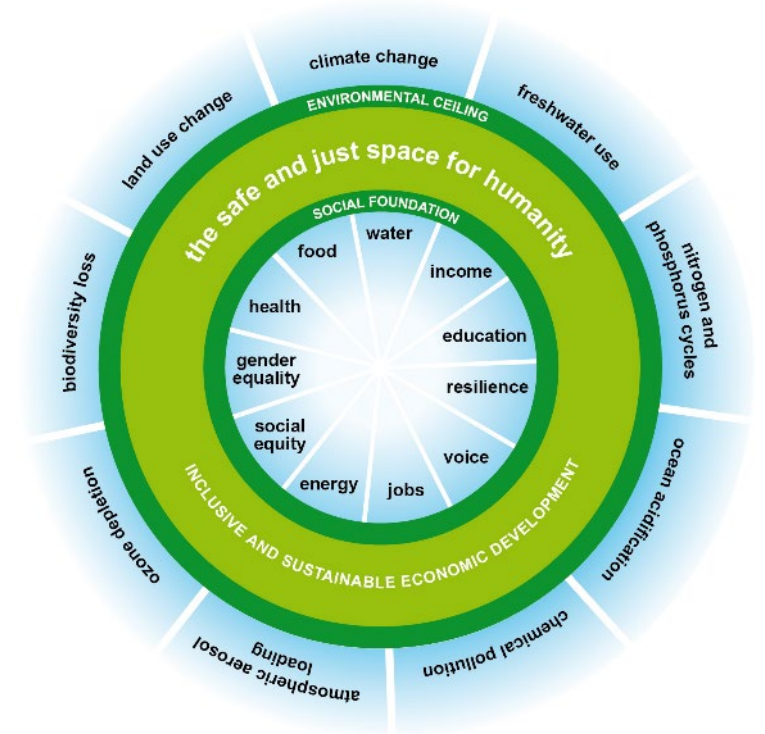 climate change
freshwater use
nitrogen and
phosphorus cycles
ocean acidification
chemical pollution
atmospheric aerosol
loading
ozone depletion
biodiversity loss
land use change
ENVIRONMENTAL CEILING
the safe and just space for humanity
SOCIAL FOUNDATION
water
income
education
resilience
voice
jobs
energy
social
equity
gender
equality
health
food
INCLUSIVE AND SUSTAINABLE ECONOMIC DEVELOPMENT